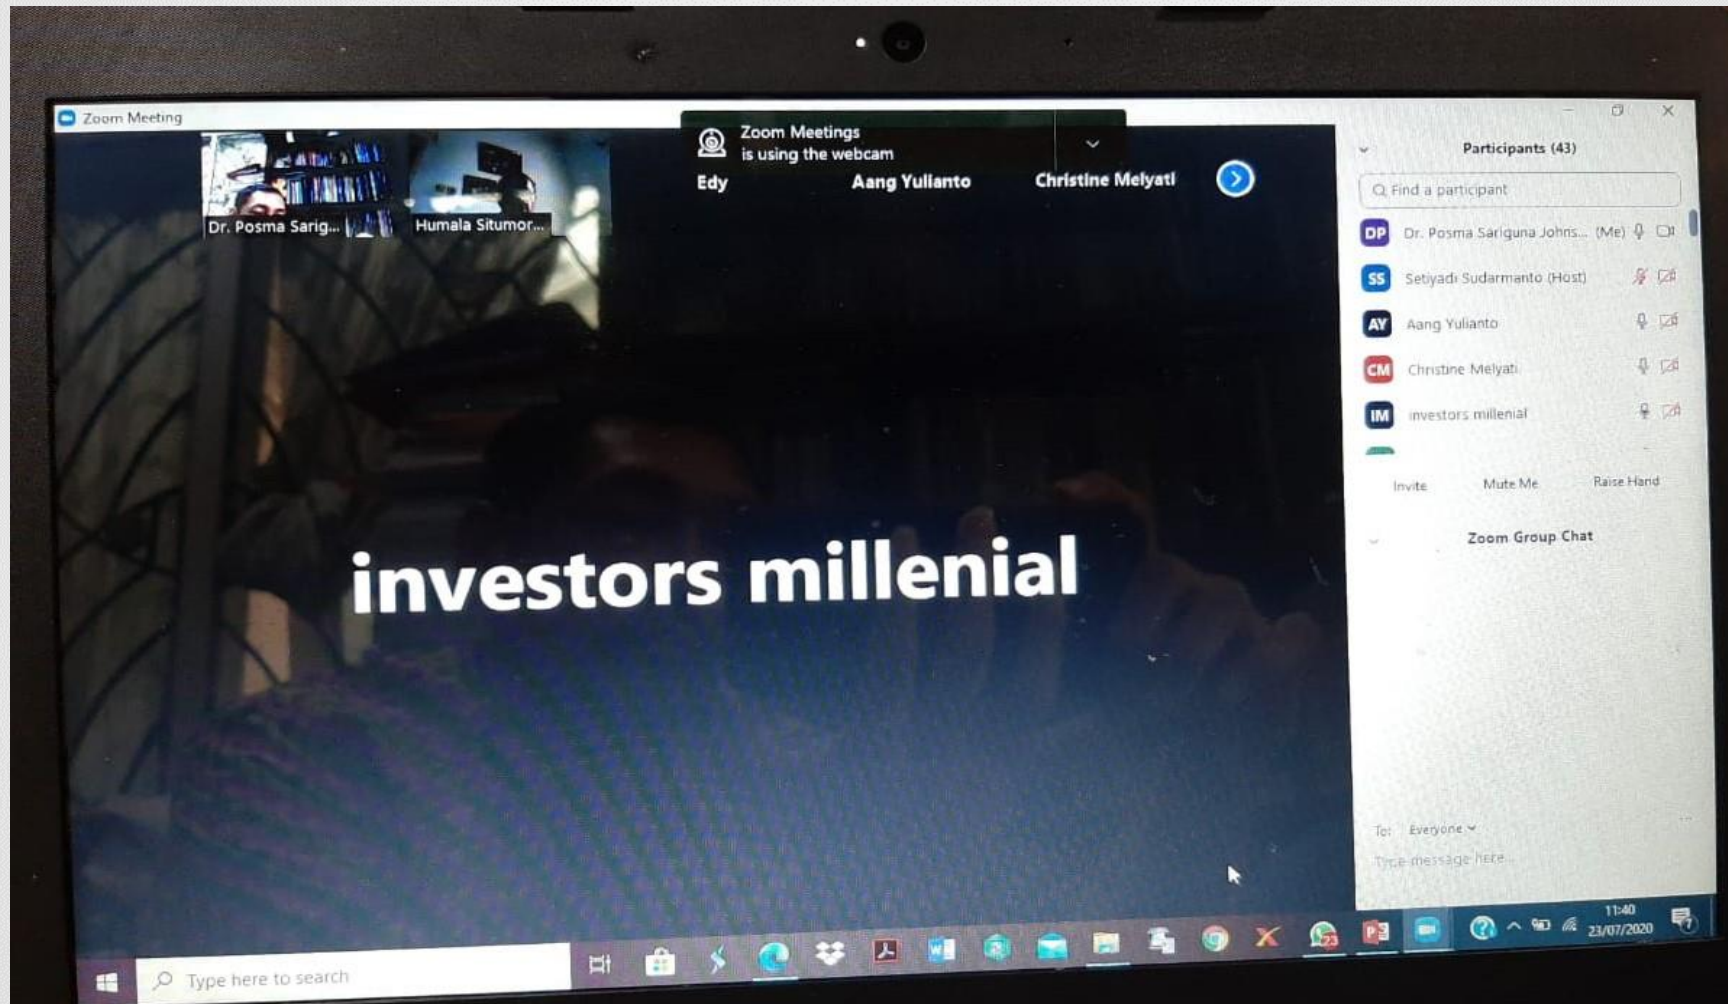 Zoom Meeting
Zoom Meetings
is using the webcam
Dr. Posma Sarig...
Humala Situmor...
Edy
Aang Yulianto
Christine Melyati
investors millenial
Participants (43)
Find a participant
DP Dr. Posma Sariguna Johns... (Me)
SS Setiyadi Sudarmanto (Host)
AY Aang Yulianto
CM Christine Melyati
IM investors millenial
Invite Mute Me Raise Hand
Zoom Group Chat
To: Everyone
Type message here...
Type here to search
23
11:40
23/07/2020
7